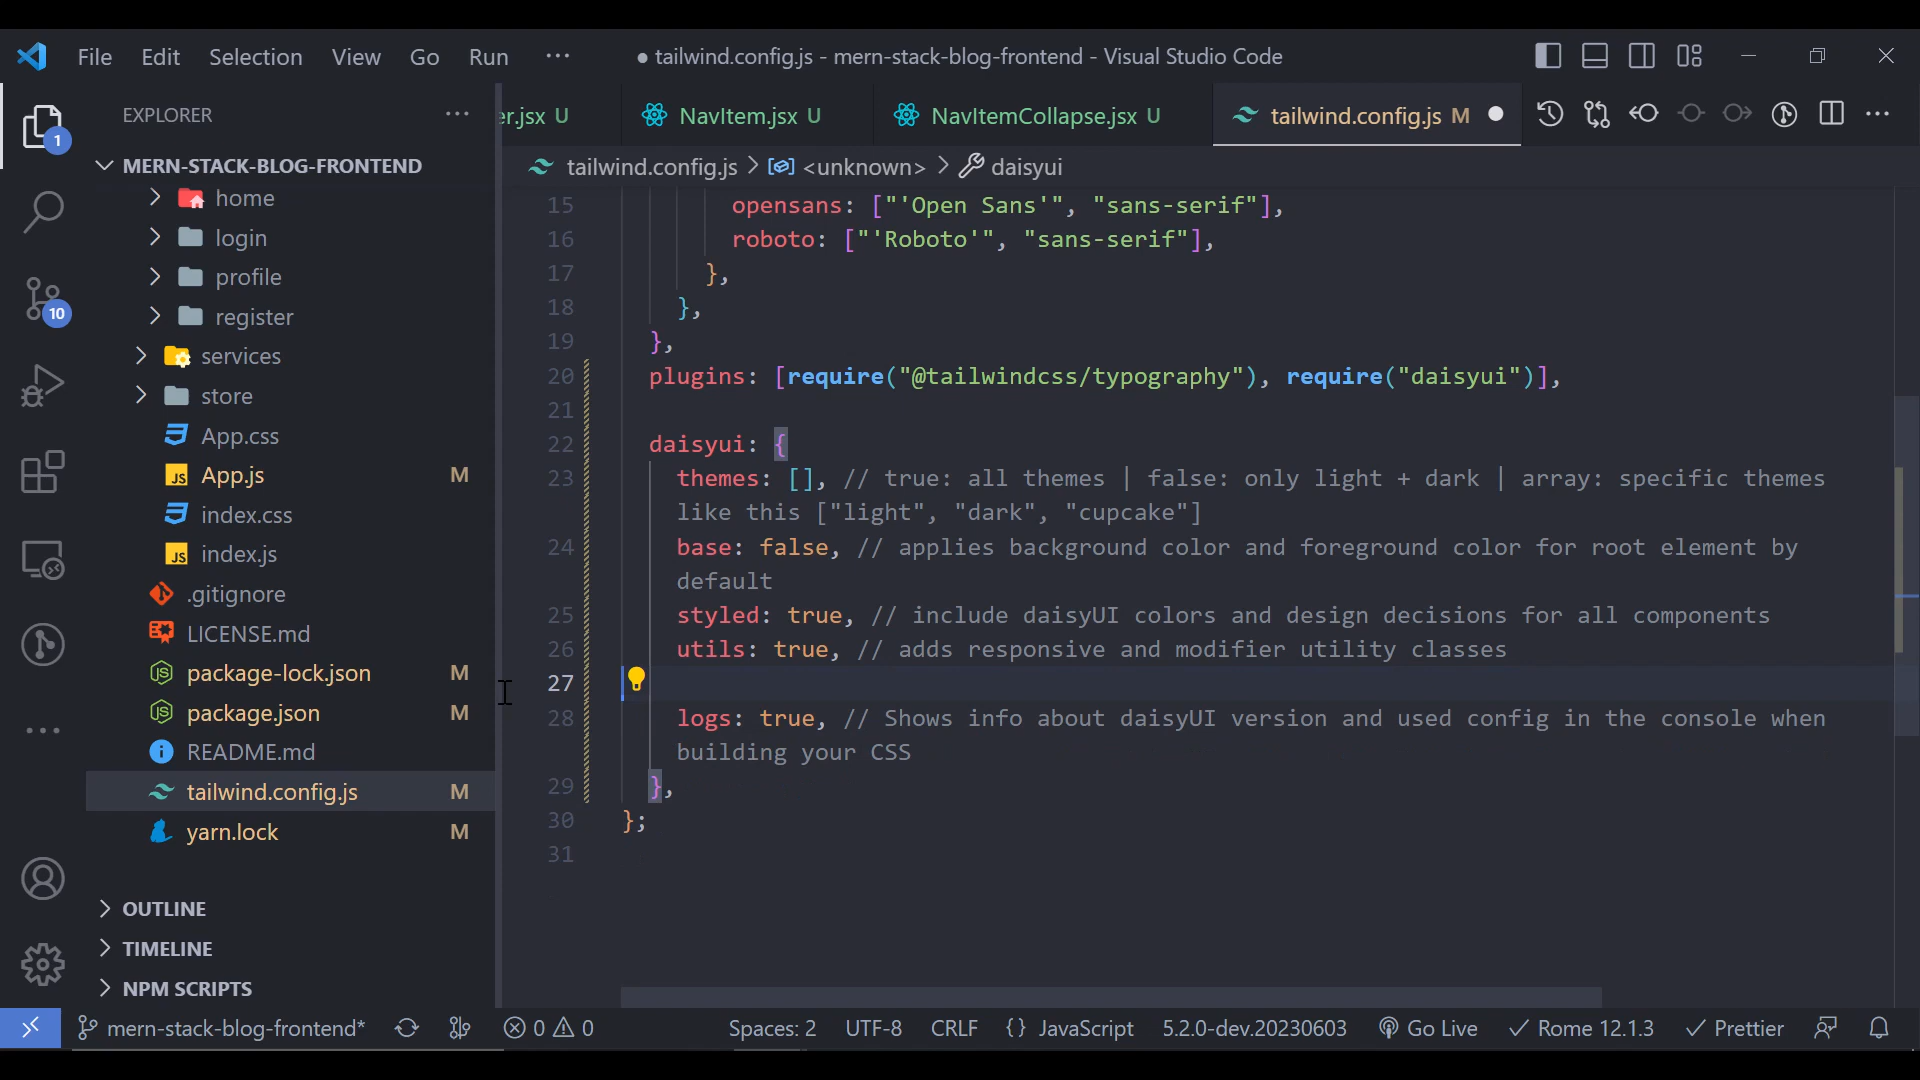 File Edit Selection View Go Run ··· ● tailwind.config.js - mern-stack-blog-frontend - Visual Studio Code
EXPLORER ···
er.jsx U NavItem.jsx U NavItemCollapse.jsx U tailwind.config.js M
tailwind.config.js > <unknown> > daisyui
1
MERN-STACK-BLOG-FRONTEND
home
login
profile
10
register
services
store
App.css
JS App.js M
index.css
JS index.js
.gitignore
LICENSE.md
package-lock.json M
package.json M
README.md
tailwind.config.js M
yarn.lock M
OUTLINE
TIMELINE
NPM SCRIPTS
15 opensans: ["'Open Sans'", "sans-serif"],
16 roboto: ["'Roboto'", "sans-serif"],
17 },
18 },
19 },
20 plugins: [require("@tailwindcss/typography"), require("daisyui")],
21
22 daisyui: {
23 themes: [], // true: all themes | false: only light + dark | array: specific themes
like this ["light", "dark", "cupcake"]
24 base: false, // applies background color and foreground color for root element by
default
25 styled: true, // include daisyUI colors and design decisions for all components
26 utils: true, // adds responsive and modifier utility classes
27
28 logs: true, // Shows info about daisyUI version and used config in the console when
building your CSS
29 },
30 };
31
mern-stack-blog-frontend* 0 0 Spaces: 2 UTF-8 CRLF {} JavaScript 5.2.0-dev.20230603 Go Live ✓ Rome 12.1.3 ✓ Prettier